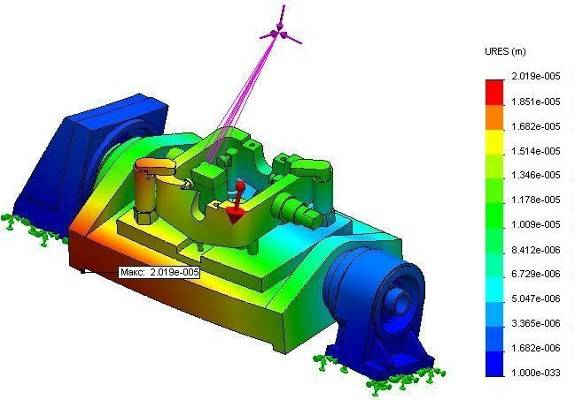 URES (m)
2.019e-005
1.851e-005
1.682e-005
1.514e-005
1.346e-005
1.178e-005
1.009e-005
8.412e-006
6.729e-006
5.047e-006
3.365e-006
1.682e-006
1.000e-033
Макс: 2.019e-005